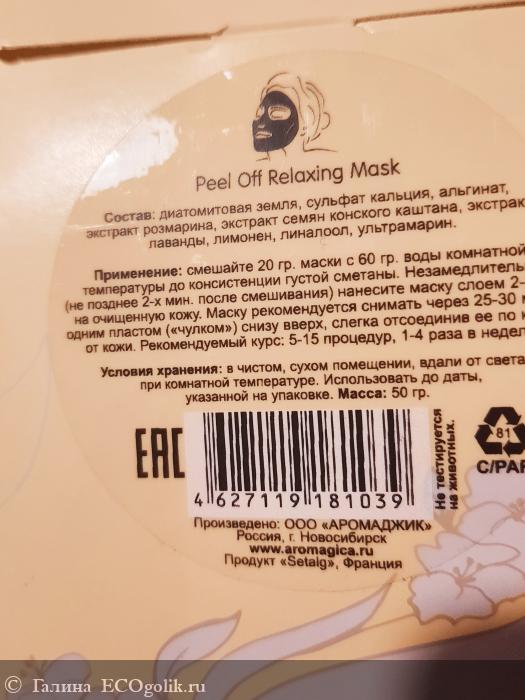 Peel Off Relaxing Mask
Состав: диатомитовая земля, сульфат кальция, альгинат,
экстракт розмарина, экстракт семян конского каштана, экстракт
лаванды, лимонен, линалоол, ультрамарин.
Применение: смешайте 20 гр. маски с 60 гр. воды комнатной
температуры до консистенции густой сметаны. Незамедлительно
(не позднее 2-х мин. после смешивания) нанесите маску слоем 2-
на очищенную кожу. Маску рекомендуется снимать через 25-30 м
одним пластом («чулком») снизу вверх, слегка отсоединив ее по к
от кожи. Рекомендуемый курс: 5-15 процедур, 1-4 раза в недел
Условия хранения: в чистом, сухом помещении, вдали от света
при комнатной температуре. Использовать до даты,
указанной на упаковке. Масса: 50 гр.
EAC
4 627119 181039
Не тестируется
на животных.
81
C/PAP
Произведено: ООО «АРОМАДЖИК»
Россия, г. Новосибирск
www.aromagica.ru
Продукт «Setalg», Франция
© Галина ECOgolik.ru